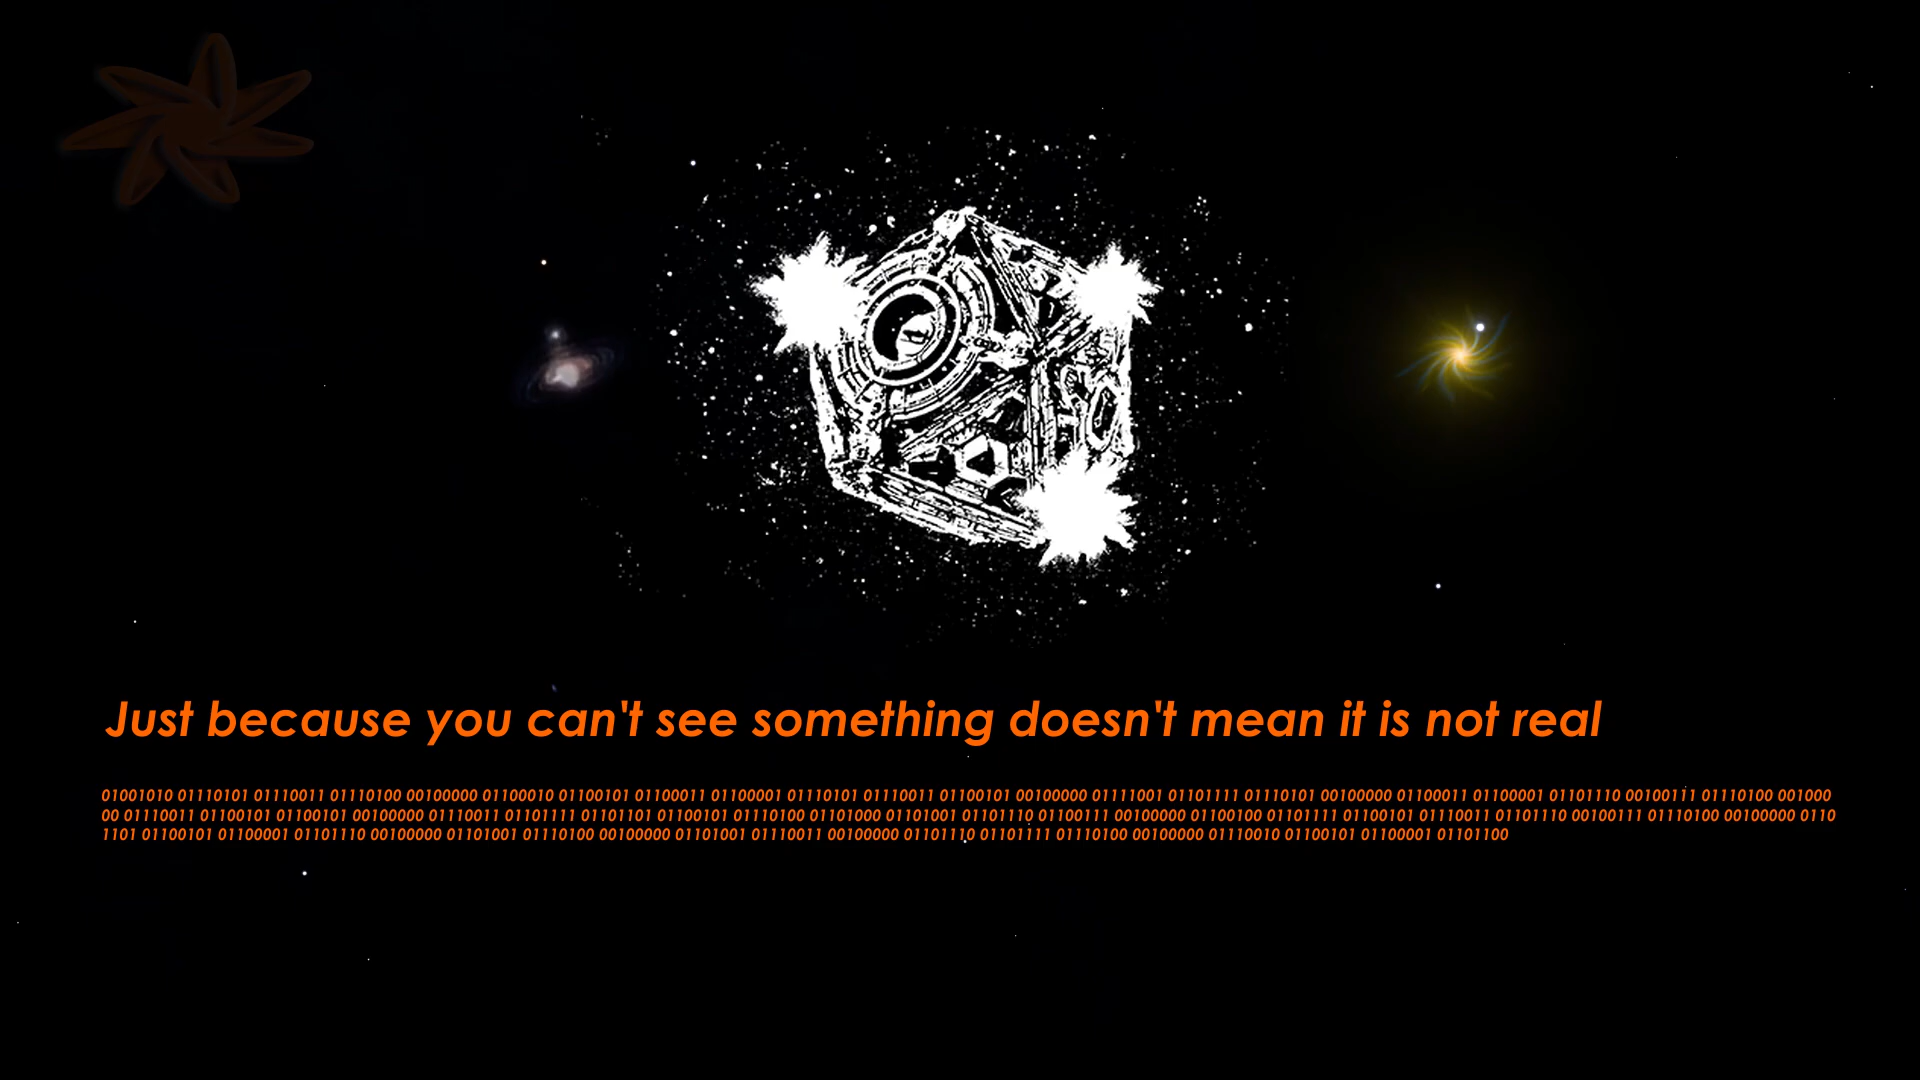 Just because you can't see something doesn't mean it is not real
01001010 01110101 01110011 01110100 00100000 01100010 01100101 01100011 01100001 01110101 01110011 01100101 00100000 01111001 01101111 01110101 00100000 01100011 01100001 01101110 00100111 01110100 001000
00 01110011 01100101 01100101 00100000 01110011 01101111 01101101 01100101 01110100 01101000 01101001 01101110 01100111 00100000 01100100 01101111 01100101 01110011 01101110 00100111 01110100 00100000 0110
1101 01100101 01100001 01101110 00100000 01101001 01110100 00100000 01101001 01110011 00100000 01101110 01101111 01110100 00100000 01110010 01100101 01100001 01101100